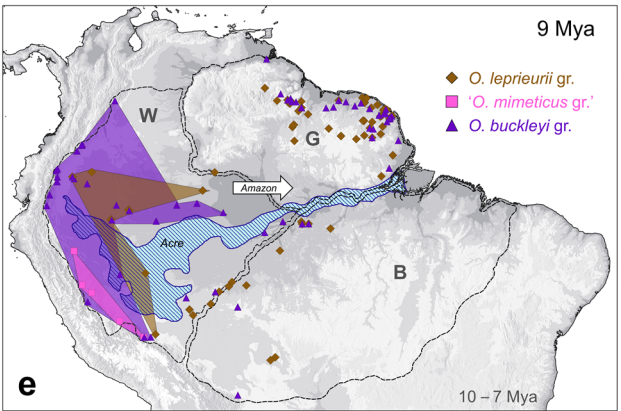 9 Mya
O. leprieurii gr.
'O. mimeticus gr.'
O. buckleyi gr.
W
G
Amazon
Acre
B
e
10 – 7 Mya